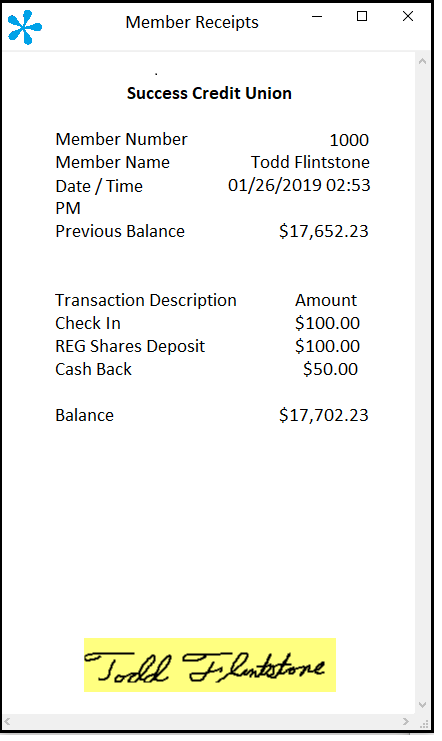 Member Receipts
Success Credit Union
Member Number 1000
Member Name Todd Flintstone
Date / Time 01/26/2019 02:53
PM
Previous Balance $17,652.23
Transaction Description Amount
Check In $100.00
REG Shares Deposit $100.00
Cash Back $50.00
Balance $17,702.23
Todd Flintstone